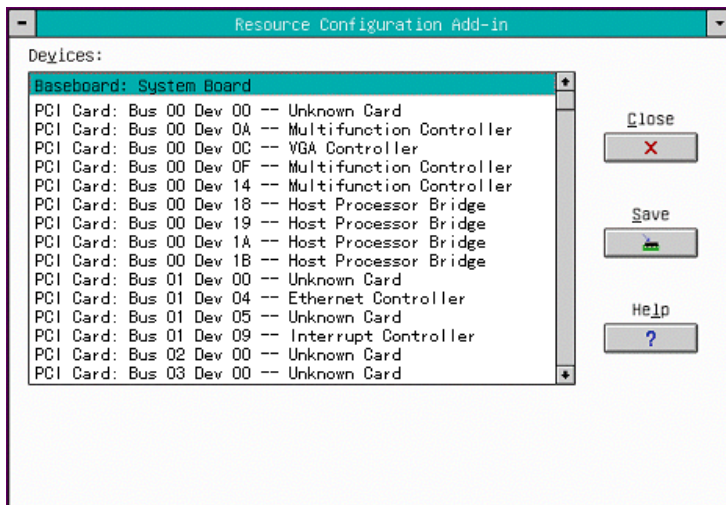 Resource Configuration Add-in
Devices:
Baseboard: System Board
PCI Card: Bus 00 Dev 00 -- Unknown Card
PCI Card: Bus 00 Dev 0A -- Multifunction Controller
PCI Card: Bus 00 Dev 0C -- VGA Controller
PCI Card: Bus 00 Dev 0F -- Multifunction Controller
PCI Card: Bus 00 Dev 14 -- Multifunction Controller
PCI Card: Bus 00 Dev 18 -- Host Processor Bridge
PCI Card: Bus 00 Dev 19 -- Host Processor Bridge
PCI Card: Bus 00 Dev 1A -- Host Processor Bridge
PCI Card: Bus 00 Dev 1B -- Host Processor Bridge
PCI Card: Bus 01 Dev 00 -- Unknown Card
PCI Card: Bus 01 Dev 04 -- Ethernet Controller
PCI Card: Bus 01 Dev 05 -- Unknown Card
PCI Card: Bus 01 Dev 09 -- Interrupt Controller
PCI Card: Bus 02 Dev 00 -- Unknown Card
PCI Card: Bus 03 Dev 00 -- Unknown Card
Close
Save
Help
?